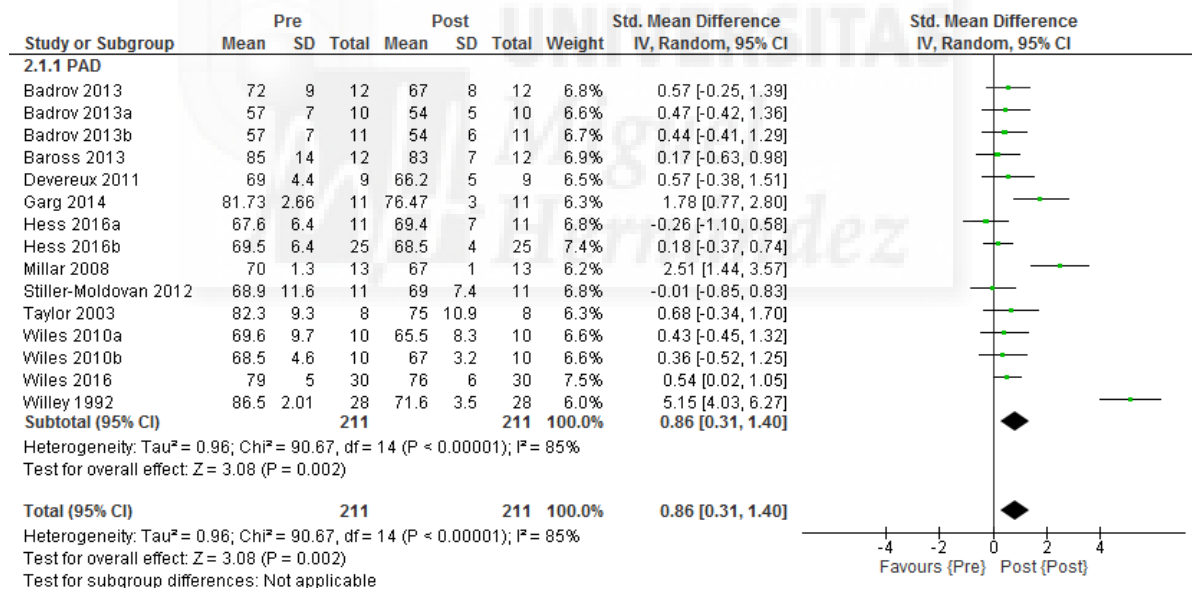 UNIVERSITAS
Miguel
Hernández
Pre Post Std. Mean Difference Std. Mean Difference
Study or Subgroup Mean SD Total Mean SD Total Weight IV, Random, 95% CI IV, Random, 95% CI
2.1.1 PAD
Badrov 2013 72 9 12 67 8 12 6.8% 0.57 [-0.25, 1.39]
Badrov 2013a 57 7 10 54 5 10 6.6% 0.47 [-0.42, 1.36]
Badrov 2013b 57 7 11 54 6 11 6.7% 0.44 [-0.41, 1.29]
Baross 2013 85 14 12 83 7 12 6.9% 0.17 [-0.63, 0.98]
Devereux 2011 69 4.4 9 66.2 5 9 6.5% 0.57 [-0.38, 1.51]
Garg 2014 81.73 2.66 11 76.47 3 11 6.3% 1.78 [0.77, 2.80]
Hess 2016a 67.6 6.4 11 69.4 7 11 6.8% -0.26 [-1.10, 0.58]
Hess 2016b 69.5 6.4 25 68.5 4 25 7.4% 0.18 [-0.37, 0.74]
Millar 2008 70 1.3 13 67 1 13 6.2% 2.51 [1.44, 3.57]
Stiller-Moldovan 2012 68.9 11.6 11 69 7.4 11 6.8% -0.01 [-0.85, 0.83]
Taylor 2003 82.3 9.3 8 75 10.9 8 6.3% 0.68 [-0.34, 1.70]
Wiles 2010a 69.6 9.7 10 65.5 8.3 10 6.6% 0.43 [-0.45, 1.32]
Wiles 2010b 68.5 4.6 10 67 3.2 10 6.6% 0.36 [-0.52, 1.25]
Wiles 2016 79 5 30 76 6 30 7.5% 0.54 [0.02, 1.05]
Willey 1992 86.5 2.01 28 71.6 3.5 28 6.0% 5.15 [4.03, 6.27]
Subtotal (95% CI) 211 211 100.0% 0.86 [0.31, 1.40]
Heterogeneity: Tau² = 0.96; Chi² = 90.67, df = 14 (P < 0.00001); I² = 85%
Test for overall effect: Z = 3.08 (P = 0.002)
Total (95% CI) 211 211 100.0% 0.86 [0.31, 1.40]
Heterogeneity: Tau² = 0.96; Chi² = 90.67, df = 14 (P < 0.00001); I² = 85%
Test for overall effect: Z = 3.08 (P = 0.002)
Test for subgroup differences: Not applicable
-4 -2 0 2 4
Favours {Pre} Post {Post}